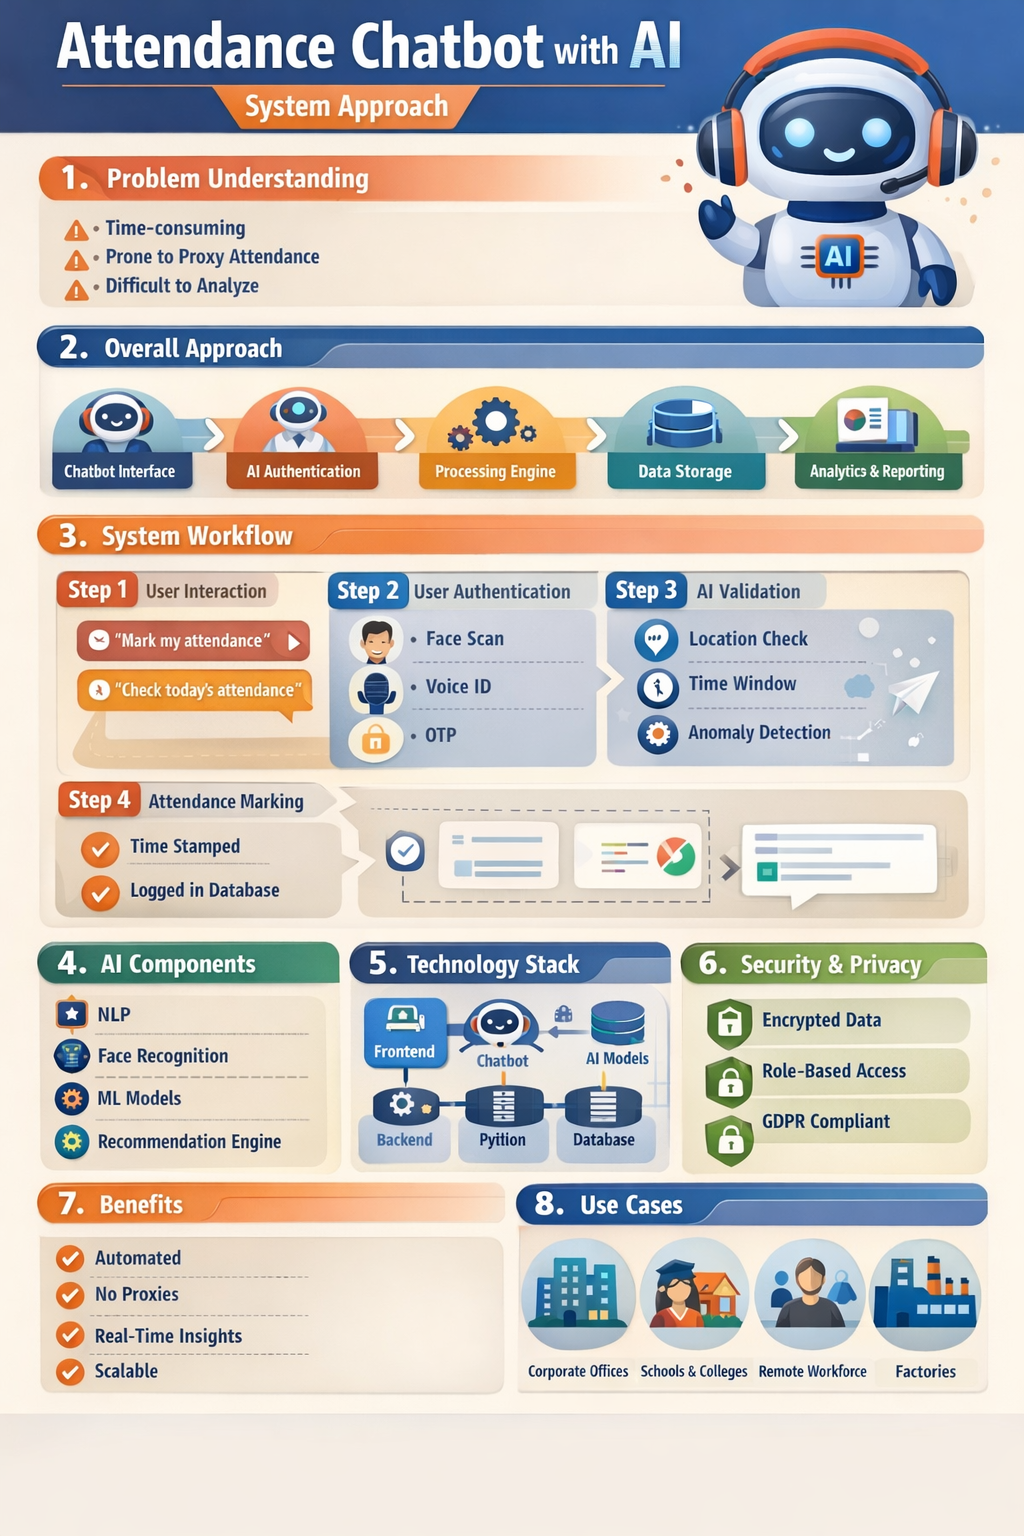 Attendance Chatbot with AI
System Approach
1. Problem Understanding
• Time-consuming
• Prone to Proxy Attendance
• Difficult to Analyze
AI
2. Overall Approach
Chatbot Interface
AI Authentication
Processing Engine
Data Storage
Analytics & Reporting
3. System Workflow
Step 1 User Interaction
"Mark my attendance"
"Check today's attendance"
Step 2 User Authentication
• Face Scan
• Voice ID
• OTP
Step 3 AI Validation
Location Check
Time Window
Anomaly Detection
Step 4 Attendance Marking
Time Stamped
Logged in Database
4. AI Components
NLP
Face Recognition
ML Models
Recommendation Engine
5. Technology Stack
Frontend
Chatbot
AI Models
Backend
Pyition
Database
6. Security & Privacy
Encrypted Data
Role-Based Access
GDPR Compliant
7. Benefits
Automated
No Proxies
Real-Time Insights
Scalable
8. Use Cases
Corporate Offices
Schools & Colleges
Remote Workforce
Factories